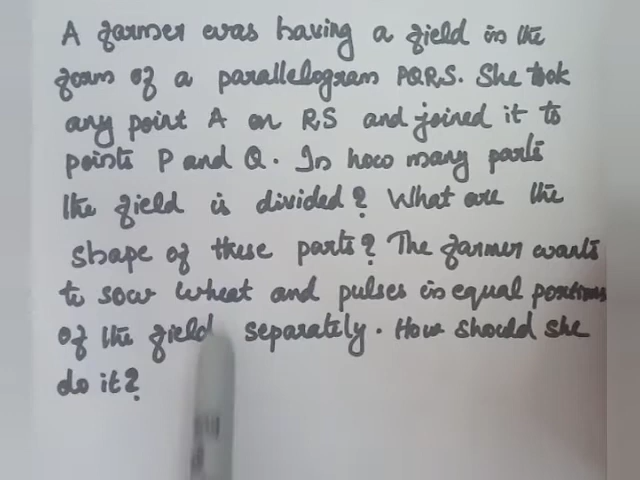 A farmer was having a field in the
form of a parallelogram PQRS. She took
any point A on RS and joined it to
points P and Q. In how many parts
the field is divided? What are the
shape of these parts? The farmer wants
to sow wheat and pulses in equal portions
of the field separately. How should she
do it?